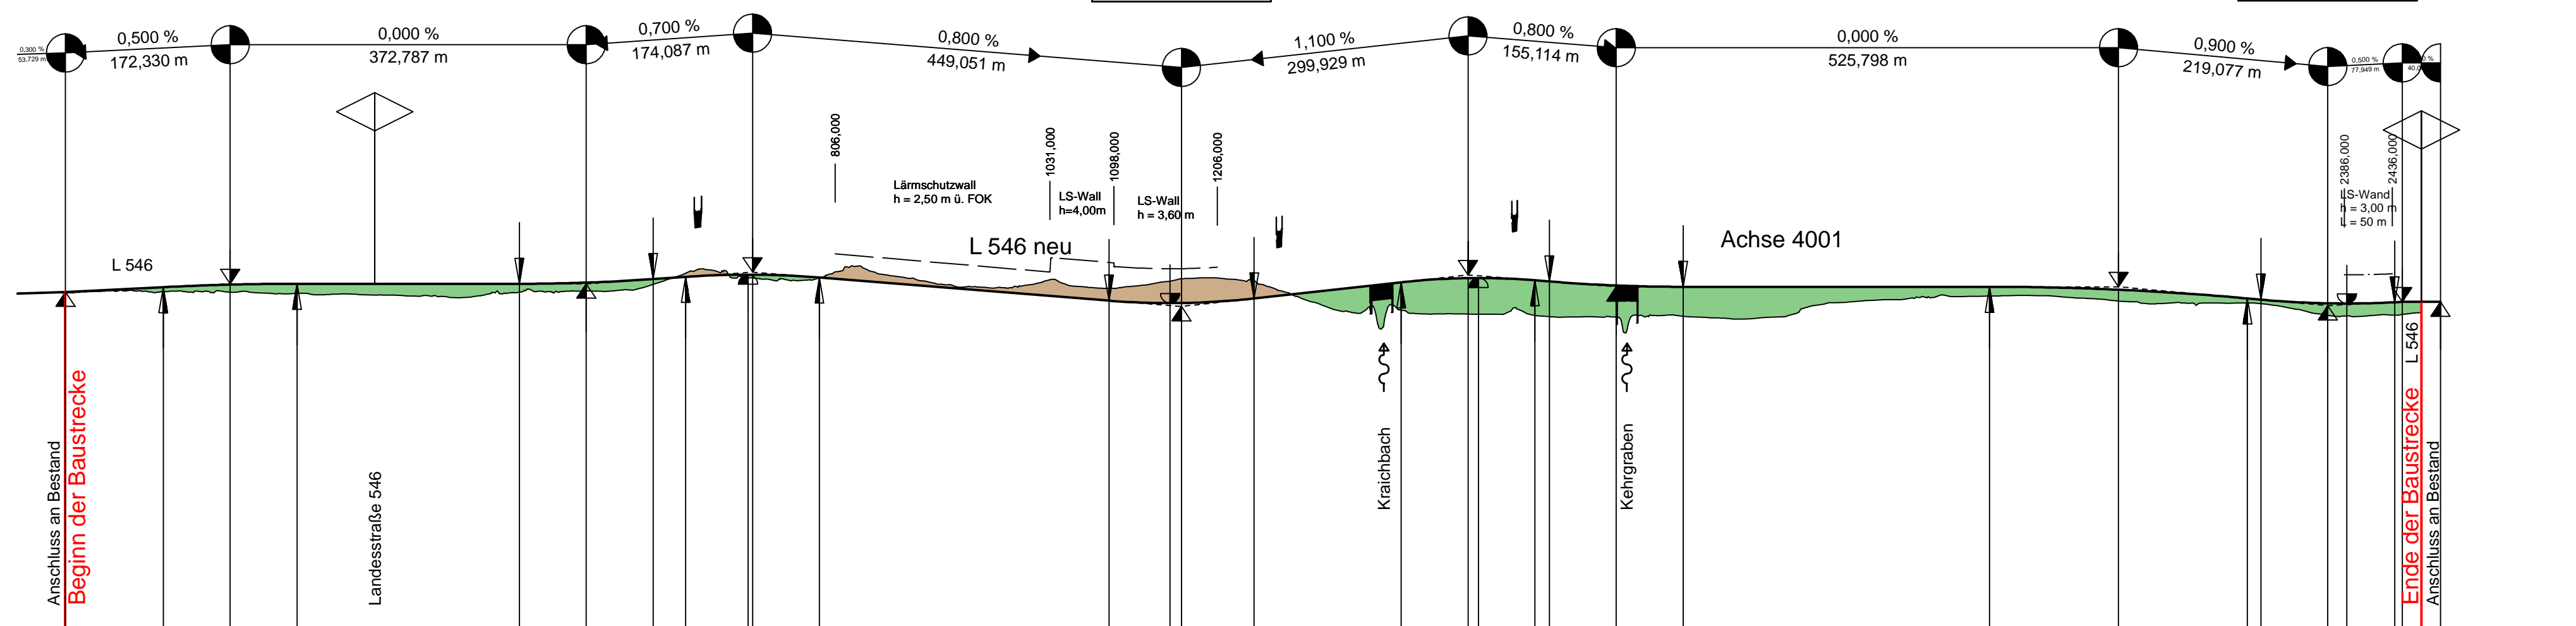 0,300 %
53,729 m
0,500 %
172,330 m
0,000 %
372,787 m
0,700 %
174,087 m
0,800 %
449,051 m
1,100 %
299,929 m
0,800 %
155,114 m
0,000 %
525,798 m
0,900 %
219,077 m
0,500 %
77,949 m
806,000
1031,000
1098,000
1206,000
2386,000
2436,000
Lärmschutzwall
h = 2,50 m ü. FOK
LS-Wall
h=4,00m
LS-Wall
h = 3,60 m
LS-Wand
h = 3,00 m
L = 50 m
L 546
L 546 neu
Achse 4001
L 546
Anschluss an Bestand
Beginn der Baustrecke
Landesstraße 546
Kraichbach
Kehrgraben
Ende der Baustrecke
Anschluss an Bestand